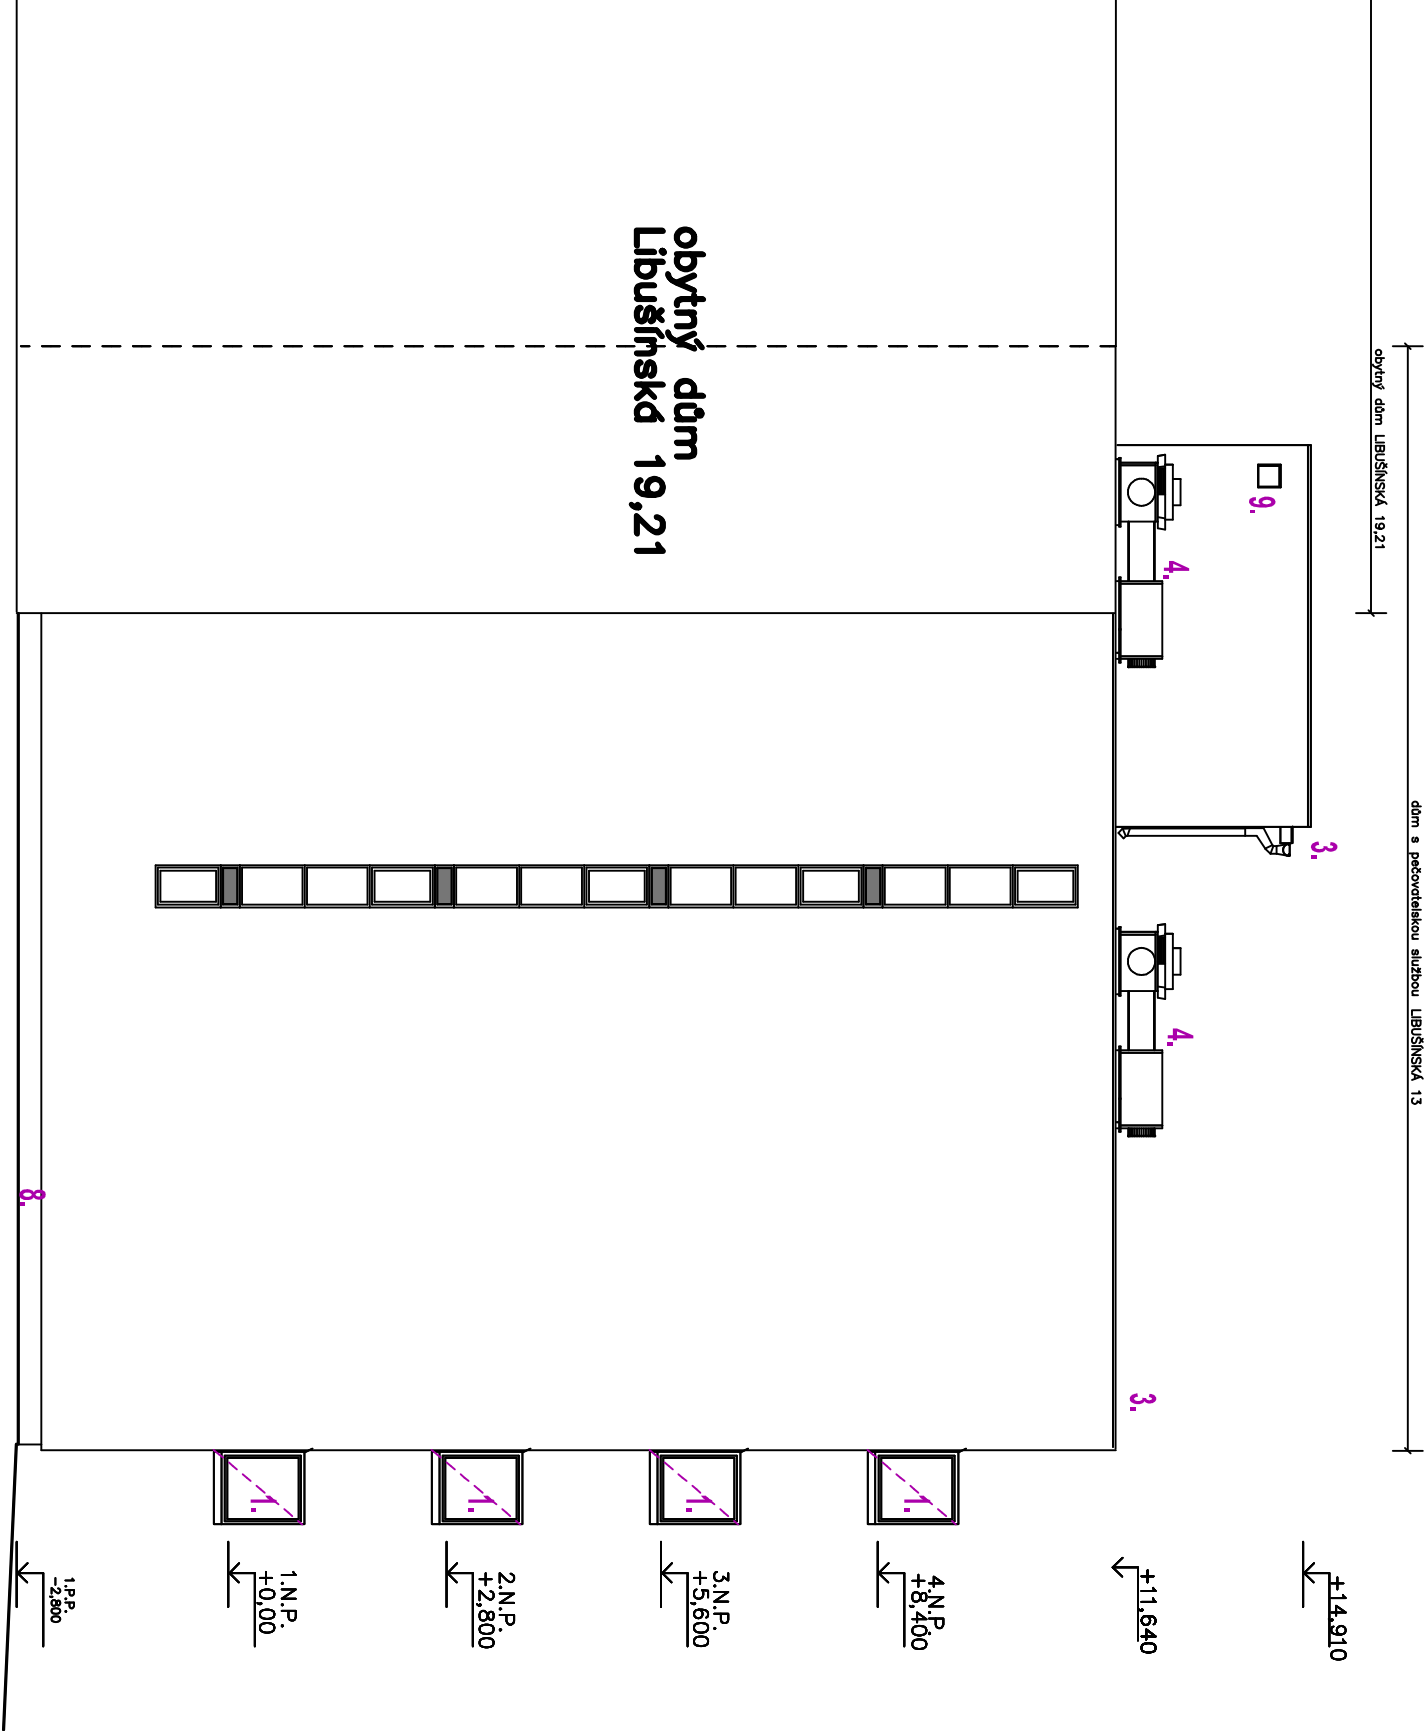 dům s pečovatelskou službou LIBUŠÍNSKÁ 13
obytný dům LIBUŠÍNSKÁ 19,21
obytný dům
Libušínská 19,21
9.
3.
4.
4.
3.
8.
1.
1.
1.
1.
+14.910
+11,640
4.N.P.
+8,400
3.N.P.
+5,600
2.N.P.
+2,800
1.N.P.
+0,00
1.P.P.
-2,800